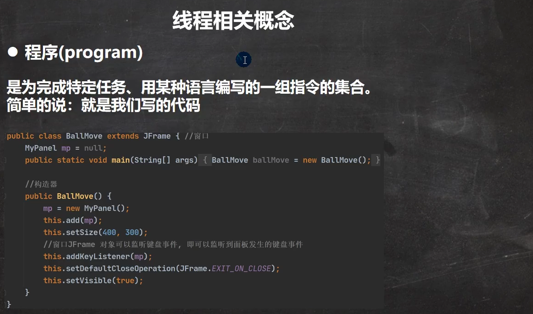 线程相关概念
● 程序(program)
是为完成特定任务、用某种语言编写的一组指令的集合。
简单的说：就是我们写的代码
public class BallMove extends JFrame { //窗口
MyPanel mp = null;
public static void main(String[] args) { BallMove ballMove = new BallMove(); }
//构造器
public BallMove() {
mp = new MyPanel();
this.add(mp);
this.setSize(400, 300);
//窗口JFrame 对象可以监听键盘事件, 即可以监听到面板发生的键盘事件
this.addKeyListener(mp);
this.setDefaultCloseOperation(JFrame.EXIT_ON_CLOSE);
this.setVisible(true);
}
}